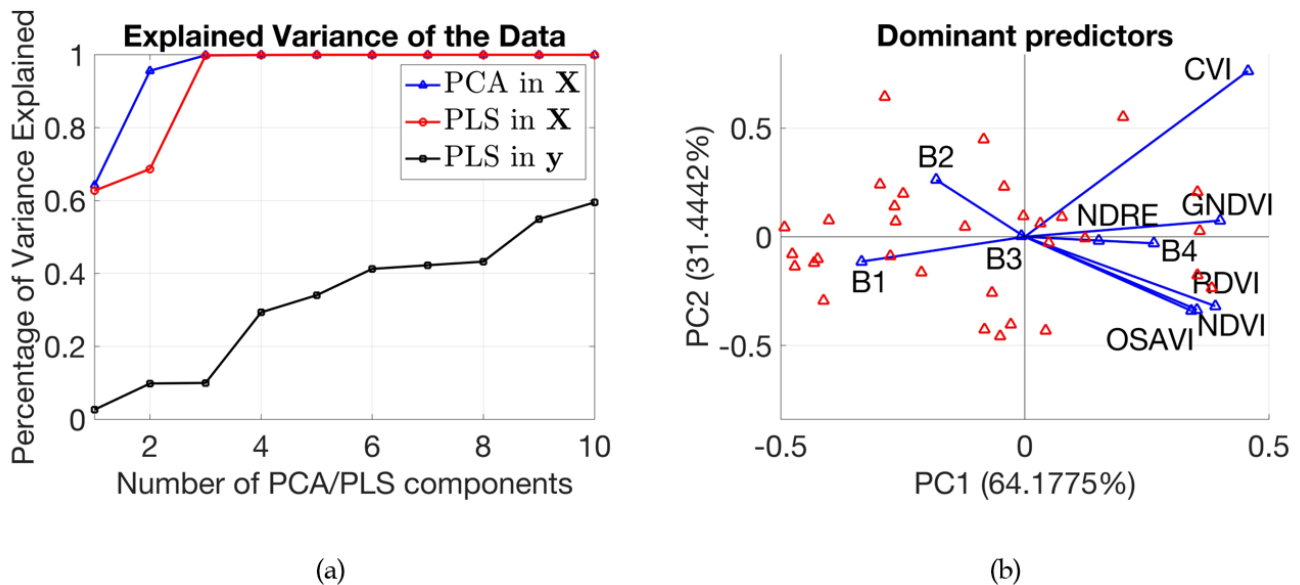 Explained Variance of the Data
Percentage of Variance Explained
1
0.8
0.6
0.4
0.2
0
PCA in X
PLS in X
PLS in y
2
4
6
8
10
Number of PCA/PLS components
(a)
Dominant predictors
PC2 (31.4442%)
0.5
0
-0.5
CVI
B2
NDRE
GNDVI
B3
B4
B1
RDVI
OSAVI
NDVI
-0.5
0
0.5
PC1 (64.1775%)
(b)